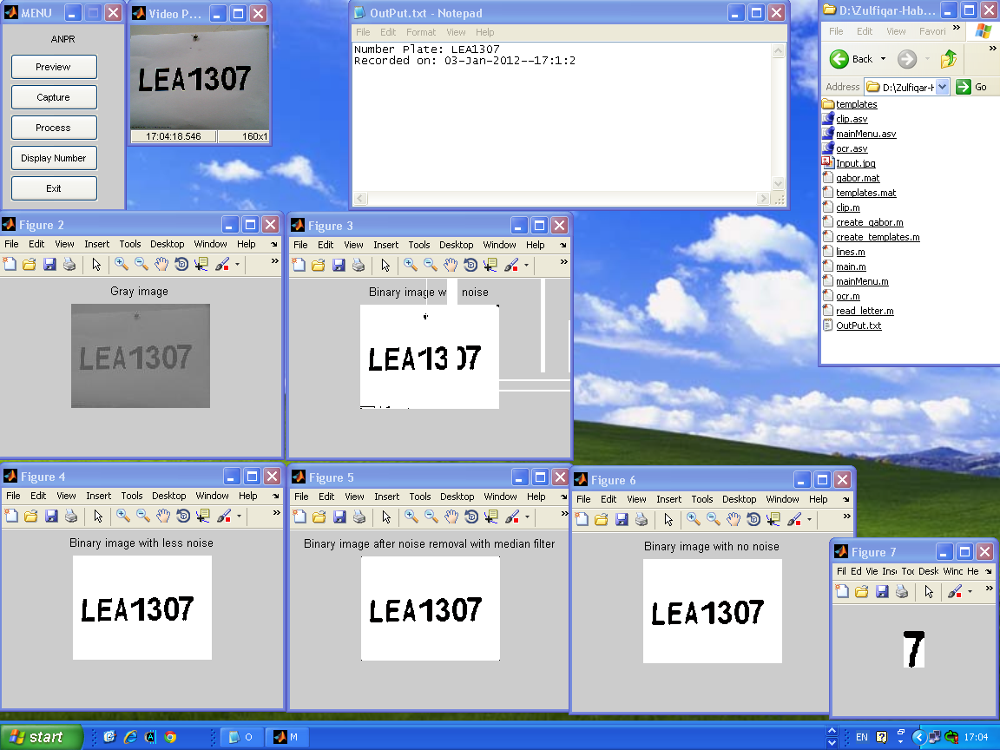 MENU
ANPR
Preview
Capture
Process
Display Number
Exit
Video P...
LEA1307
17:04:18.546
160x1
OutPut.txt - Notepad
File Edit Format View Help
Number Plate: LEA1307
Recorded on: 03-Jan-2012--17:1:2
D:\Zulfiqar-Hab...
File Edit View Favori »
Back
Address D:\Zulfiqar-H Go
templates
clip.asv
mainMenu.asv
ocr.asv
Input.jpg
gabor.mat
templates.mat
clip.m
create_gabor.m
create_templates.m
lines.m
main.m
mainMenu.m
ocr.m
read_letter.m
OutPut.txt
Figure 2
File Edit View Insert Tools Desktop Window Help
Gray image
LEA1307
Figure 3
File Edit View Insert Tools Desktop Window Help
Binary image w noise
LEA1307
Figure 4
File Edit View Insert Tools Desktop Window Help
Binary image with less noise
LEA1307
Figure 5
File Edit View Insert Tools Desktop Window Help
Binary image after noise removal with median filter
LEA1307
Figure 6
File Edit View Insert Tools Desktop Window Help
Binary image with no noise
LEA1307
Figure 7
Fil Ed Vie Inse Toc Desk Winc He
7
start
O
M
EN
17:04